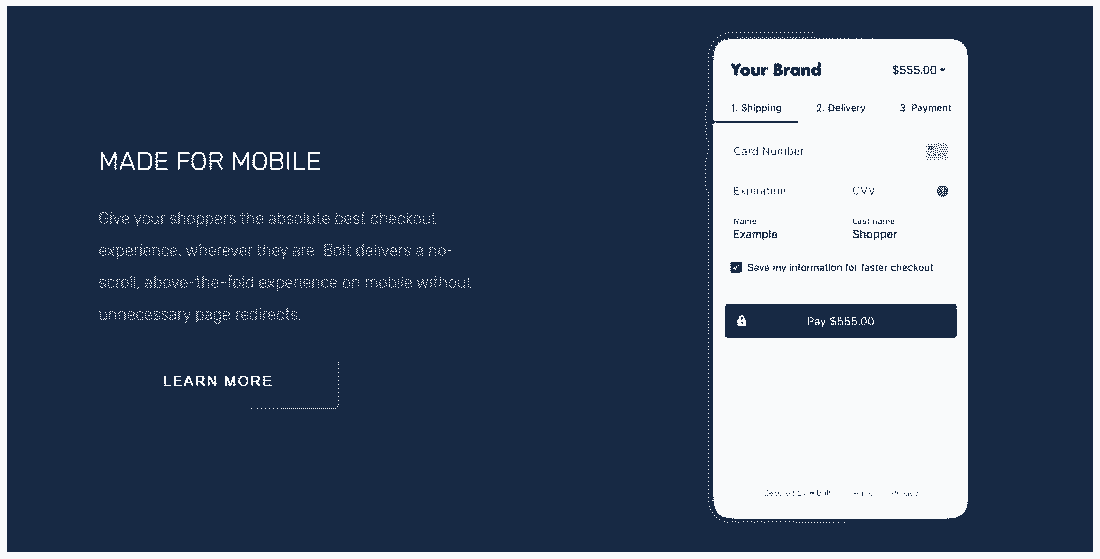 MADE FOR MOBILE
Give your shoppers the absolute best checkout
experience, wherever they are. Bolt delivers a no-
scroll, above-the-fold experience on mobile without
unnecessary page redirects.
LEARN MORE
Your Brand
$555.00
1. Shipping 2. Delivery 3. Payment
Card Number
Expiration CVV
Name Last name
Example Shopper
Save my information for faster checkout
Pay $555.00